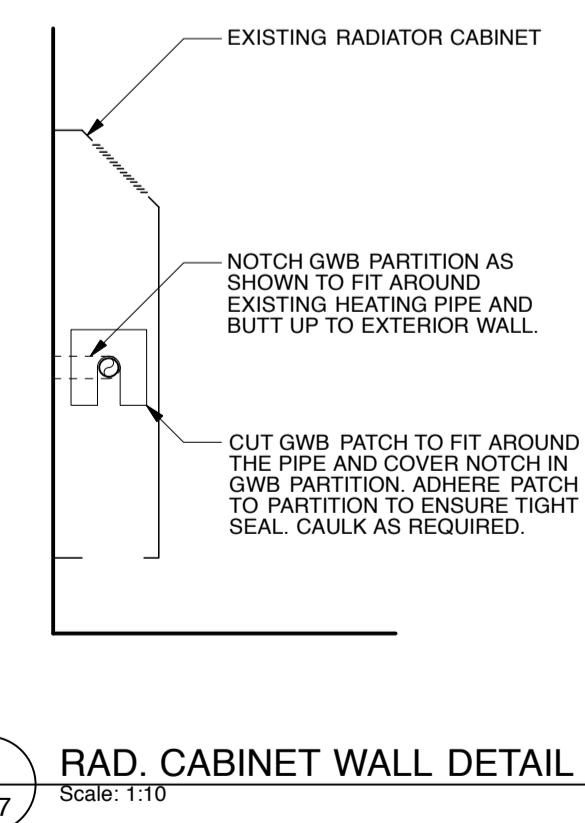 EXISTING RADIATOR CABINET
NOTCH GWB PARTITION AS
SHOWN TO FIT AROUND
EXISTING HEATING PIPE AND
BUTT UP TO EXTERIOR WALL.
CUT GWB PATCH TO FIT AROUND
THE PIPE AND COVER NOTCH IN
GWB PARTITION. ADHERE PATCH
TO PARTITION TO ENSURE TIGHT
SEAL. CAULK AS REQUIRED.
RAD. CABINET WALL DETAIL
Scale: 1:10
7